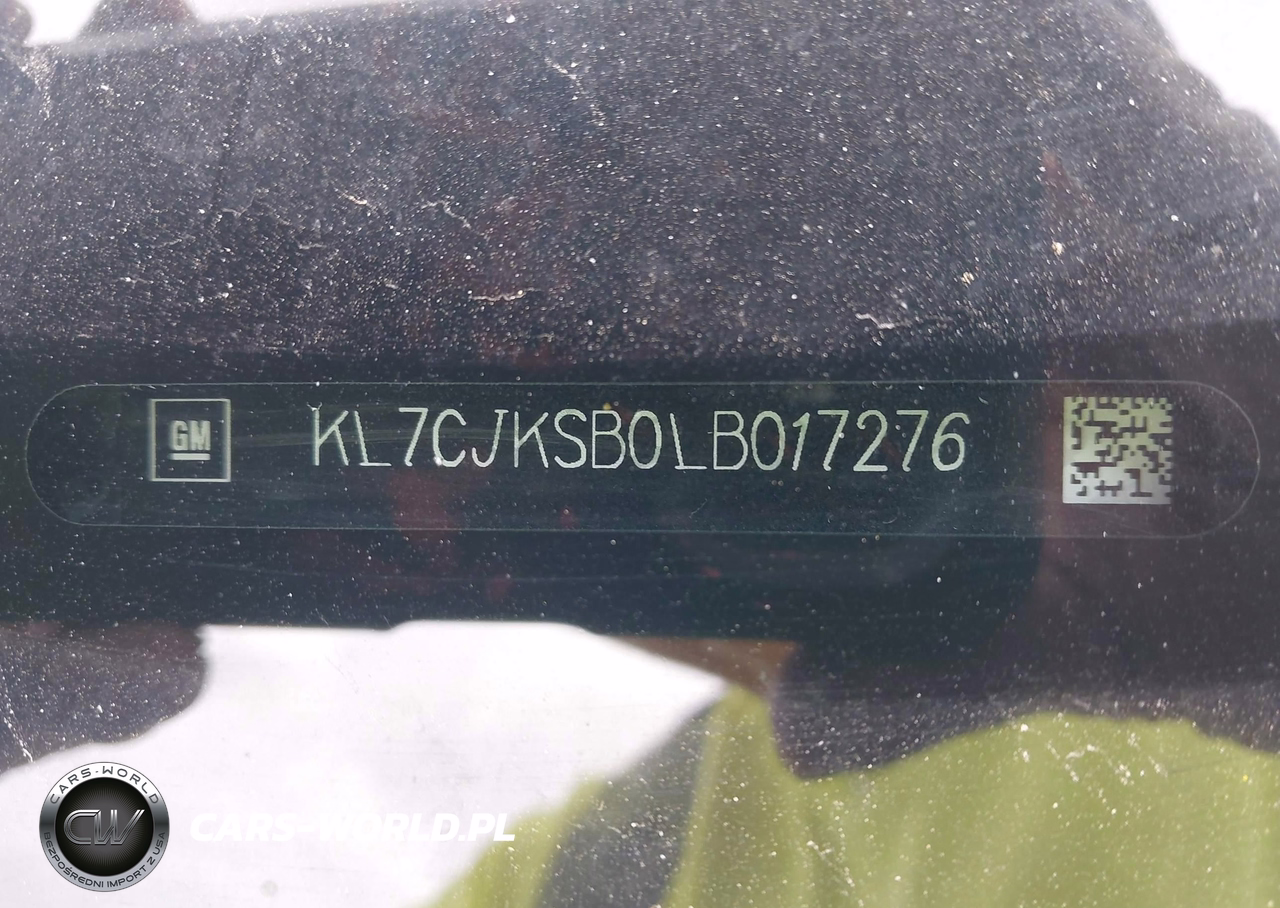 GM
KL7CJKSB0LB017276
CARS-WORLD
CW
BEZPOŚREDNI IMPORT Z USA
CARS-WORLD.PL